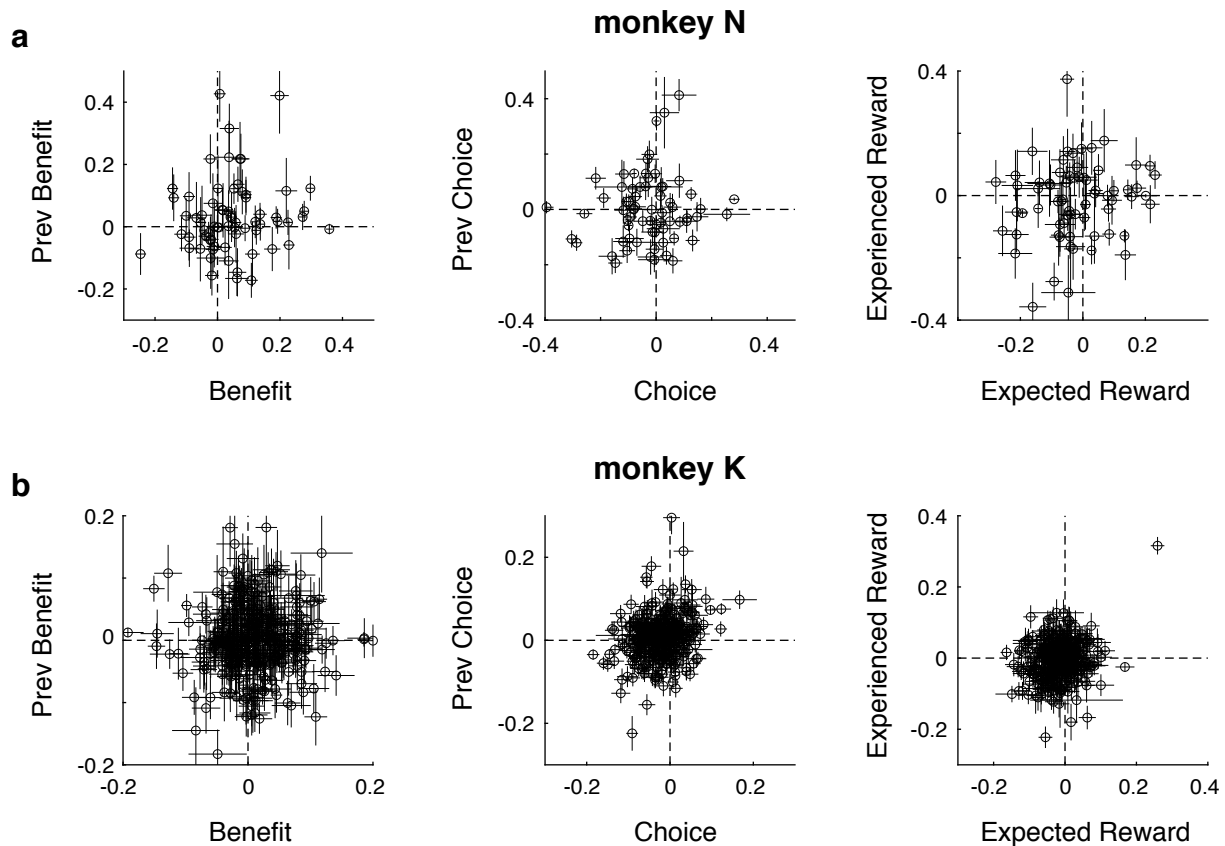 a
monkey N
Prev Benefit
0.4
0.2
0
-0.2
-0.2 0 0.2 0.4
Benefit
Prev Choice
0.4
0
-0.4
-0.4 -0.2 0 0.2 0.4
Choice
Experienced Reward
0.4
0
-0.4
-0.2 0 0.2
Expected Reward
b
monkey K
Prev Benefit
0.2
0
-0.2
-0.2 0 0.2
Benefit
Prev Choice
0.2
0
-0.2
-0.2 0 0.2
Choice
Experienced Reward
0.4
0.2
0
-0.2
-0.2 0 0.2 0.4
Expected Reward